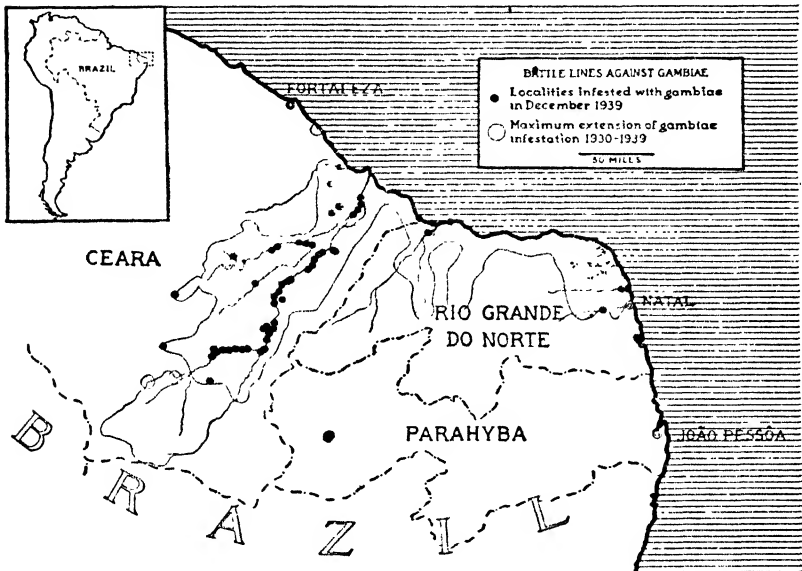 BRAZIL
FORTALEZA
BATTLE LINES AGAINST GAMBIAE
Localities infested with gambiae
in December 1939
Maximum extension of gambiae
infestation 1930-1939
50 MILES
CEARA
RIO GRANDE
DO NORTE
NATAL
PARAHYBA
JOÃO PESSÔA
BRAZIL